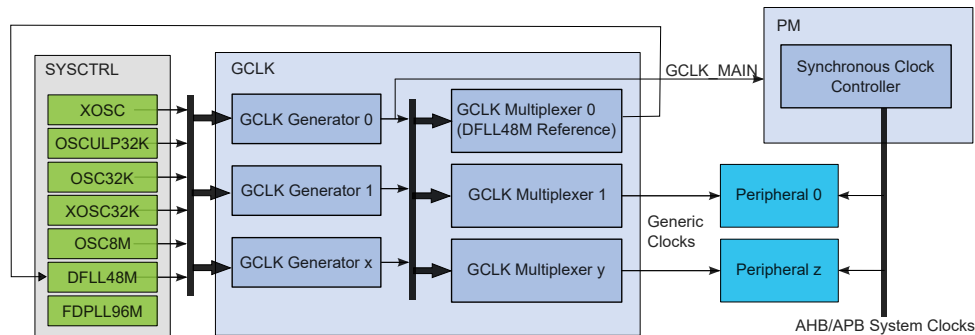 PM
SYSCTRL
GCLK
GCLK_MAIN
Synchronous Clock
Controller
XOSC
GCLK Generator 0
GCLK Multiplexer 0
(DFLL48M Reference)
OSCULP32K
OSC32K
GCLK Generator 1
GCLK Multiplexer 1
Peripheral 0
XOSC32K
Generic
Clocks
OSC8M
GCLK Generator x
GCLK Multiplexer y
Peripheral z
DFLL48M
FDPLL96M
AHB/APB System Clocks